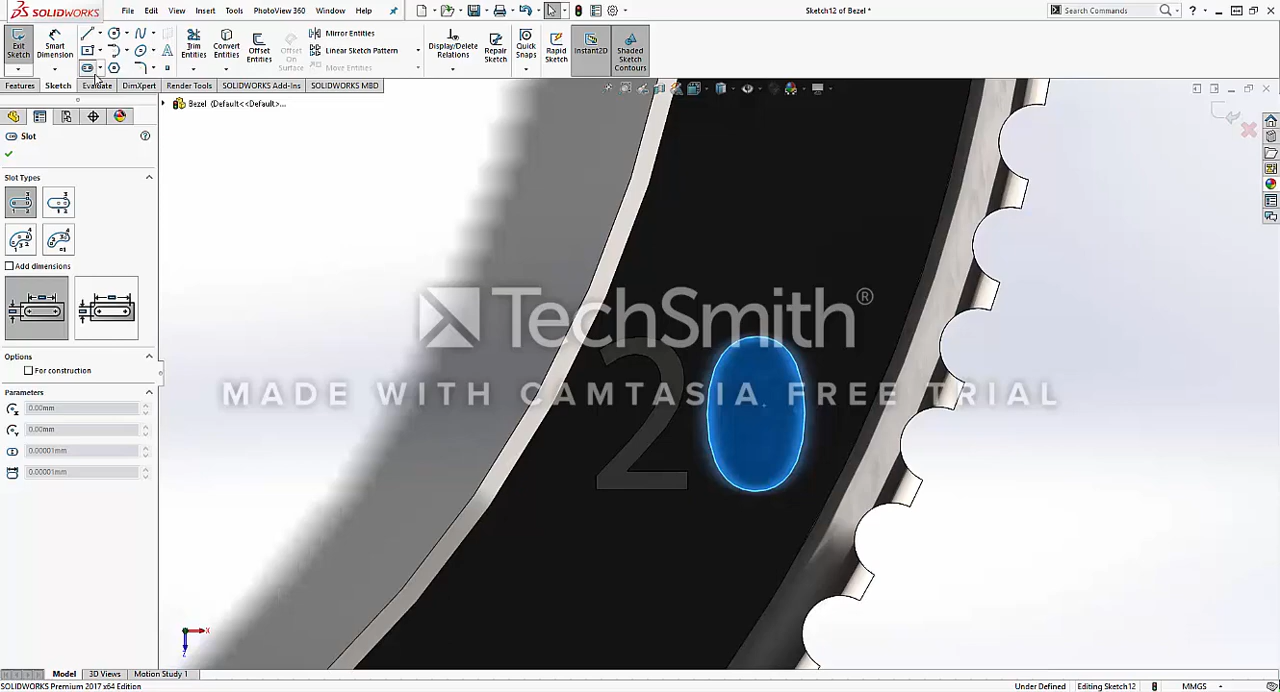 SOLIDWORKS
File Edit View Insert Tools PhotoView 360 Window Help
Sketch12 of Bezel *
Search Commands
Exit Sketch
Smart Dimension
Trim Entities
Convert Entities
Offset Entities
Offset On Surface
Mirror Entities
Linear Sketch Pattern
Move Entities
Display/Delete Relations
Repair Sketch
Quick Snaps
Rapid Sketch
Instant2D
Shaded Sketch Contours
Features Sketch Evaluate DimXpert Render Tools SOLIDWORKS Add-Ins SOLIDWORKS MBD
Bezel (Default<<Default>...
Slot
Slot Types
Add dimensions
Options
For construction
Parameters
0.00mm
0.00mm
0.00001mm
0.00001mm
20
TechSmith®
MADE WITH CAMTASIA FREE TRIAL
Model 3D Views Motion Study 1
SOLIDWORKS Premium 2017 x64 Edition
Under Defined Editing Sketch12 MMGS